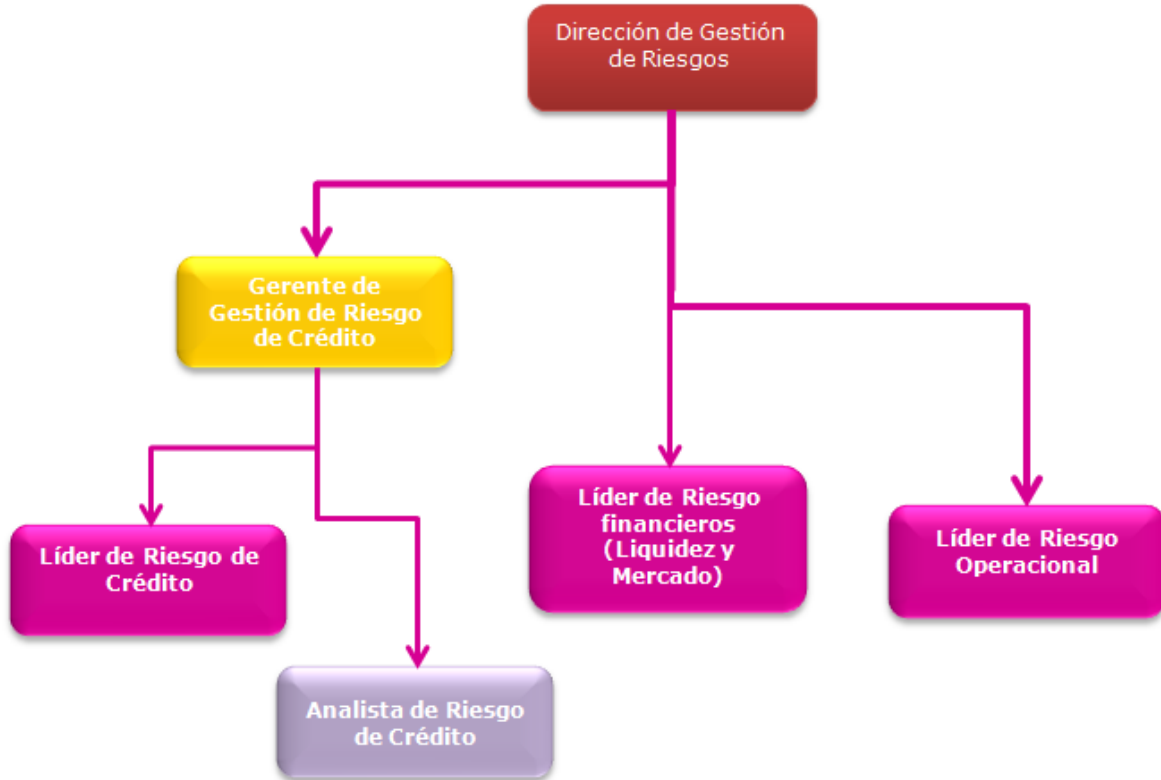 Dirección de Gestión
de Riesgos
Gerente de
Gestión de Riesgo
de Crédito
Líder de Riesgo de
Crédito
Líder de Riesgo
financieros
(Liquidez y
Mercado)
Líder de Riesgo
Operacional
Analista de Riesgo
de Crédito